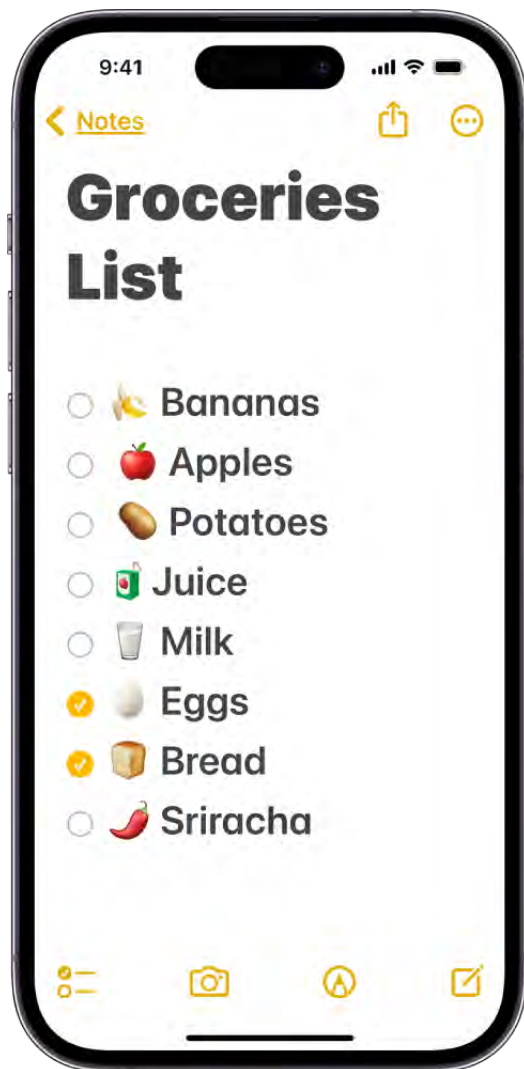 9:41
Notes
Groceries
List
Bananas
Apples
Potatoes
Juice
Milk
Eggs
Bread
Sriracha